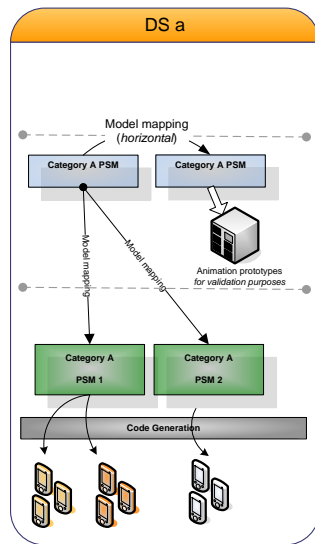 DS a
Model mapping
(horizontal)
Category A PSM
Category A PSM
Model mapping
Model mapping
Animation prototypes
for validation purposes
Category A
PSM 1
Category A
PSM 2
Code Generation